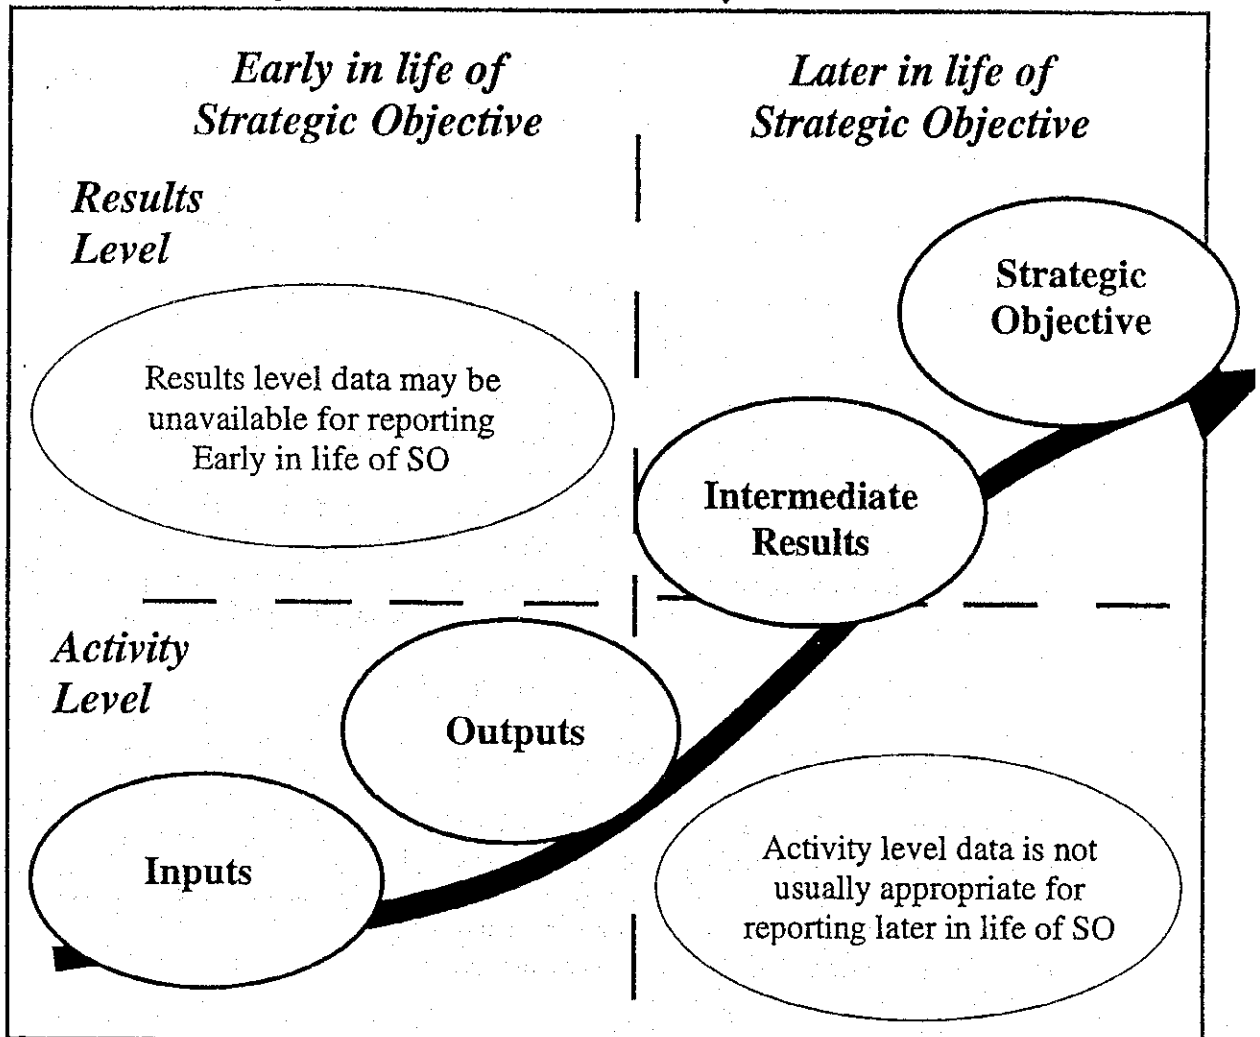 Early in life of
Strategic Objective
Later in life of
Strategic Objective
Results
Level
Strategic
Objective
Results level data may be
unavailable for reporting
Early in life of SO
Intermediate
Results
Activity
Level
Outputs
Inputs
Activity level data is not
usually appropriate for
reporting later in life of SO